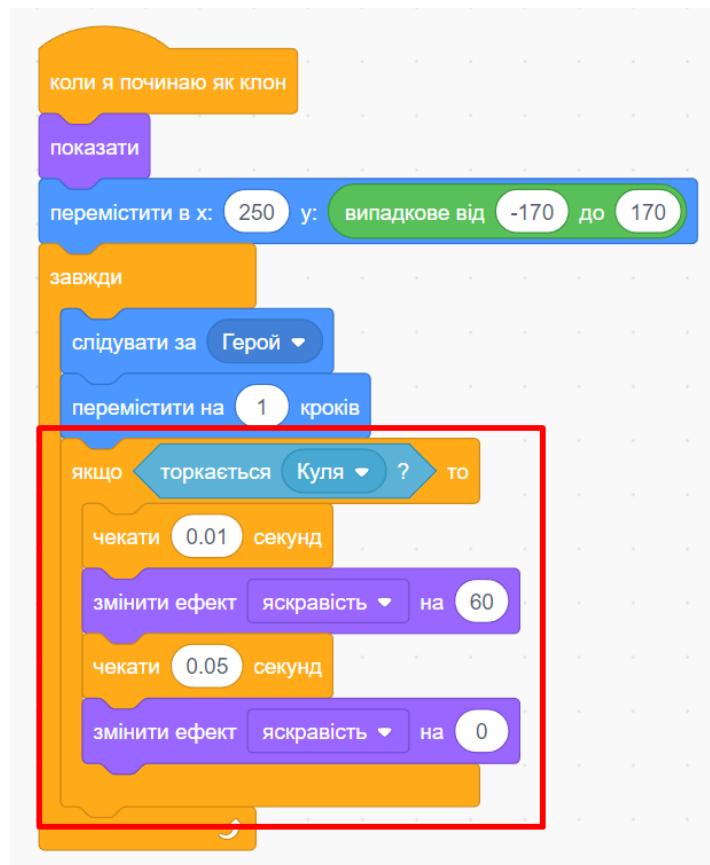 коли я починаю як клон
показати
перемістити в x: 250 y: випадкове від -170 до 170
завжди
слідувати за Герой
перемістити на 1 кроків
якщо торкається Куля ? то
чекати 0.01 секунд
змінити ефект яскравість на 60
чекати 0.05 секунд
змінити ефект яскравість на 0